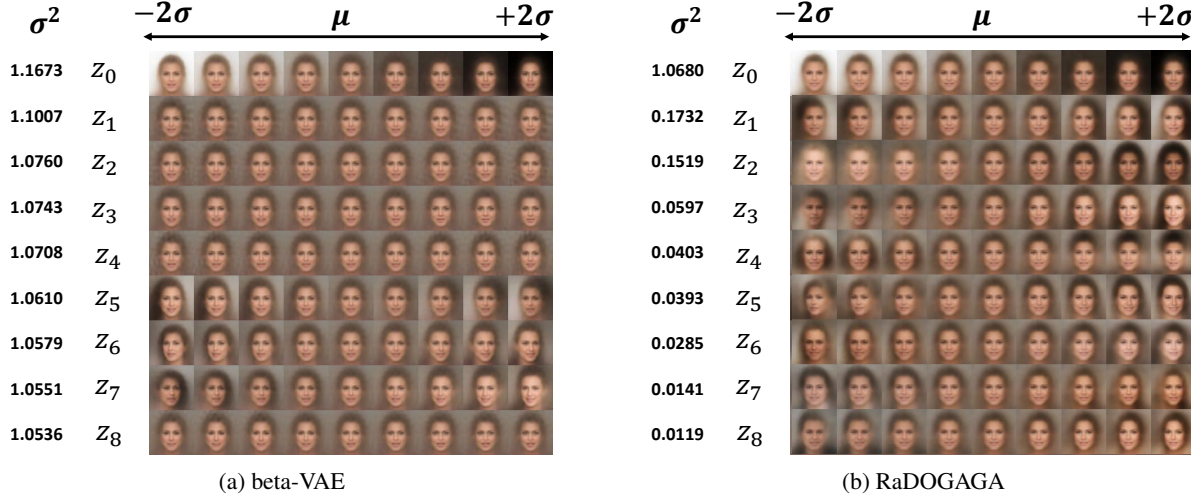 σ² −2σ μ +2σ
1.1673 z₀
1.1007 z₁
1.0760 z₂
1.0743 z₃
1.0708 z₄
1.0610 z₅
1.0579 z₆
1.0551 z₇
1.0536 z₈
(a) beta-VAE
σ² −2σ μ +2σ
1.0680 z₀
0.1732 z₁
0.1519 z₂
0.0597 z₃
0.0403 z₄
0.0393 z₅
0.0285 z₆
0.0141 z₇
0.0119 z₈
(b) RaDOGAGA